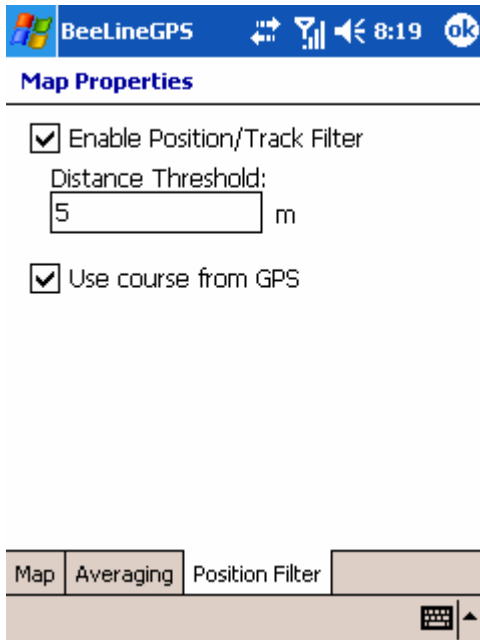 BeeLineGPS 8:19 ok
Map Properties
Enable Position/Track Filter
Distance Threshold:
5 m
Use course from GPS
Map Averaging Position Filter